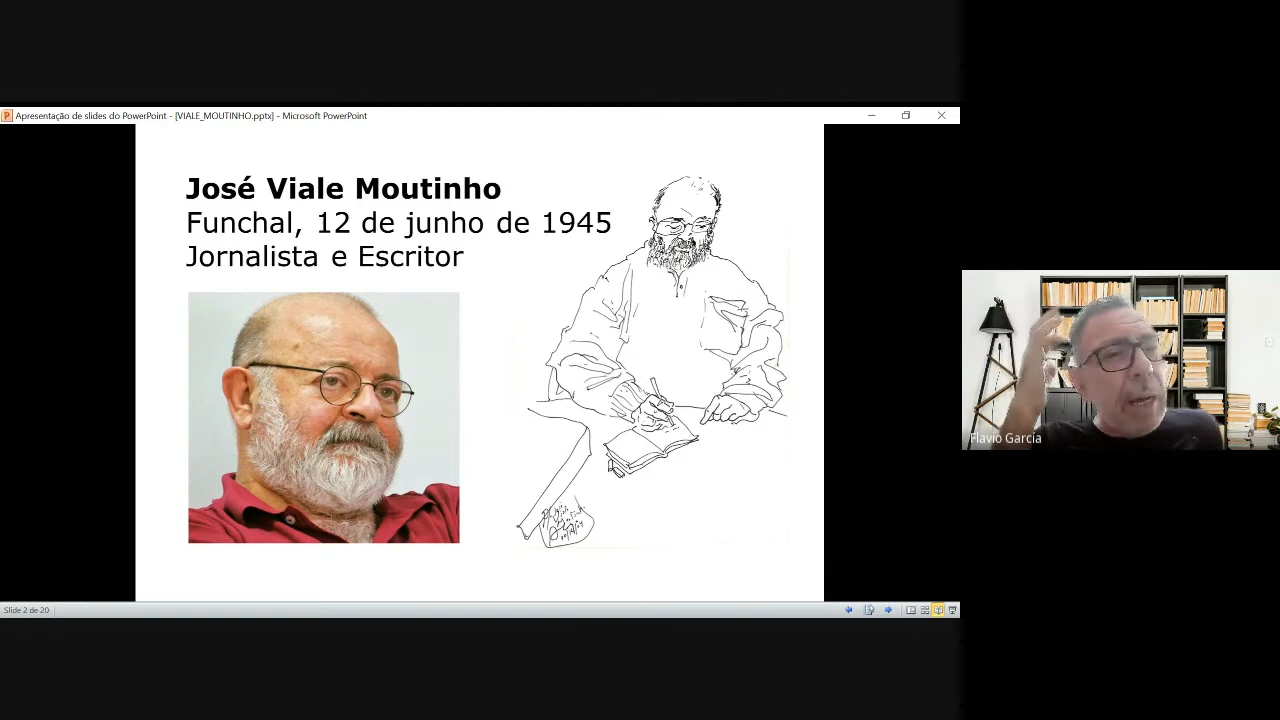 Apresentação de slides do PowerPoint - [VIALE_MOUTINHO.pptx] - Microsoft PowerPoint
José Viale Moutinho
Funchal, 12 de junho de 1945
Jornalista e Escritor
Flavio García
Slide 2 de 20